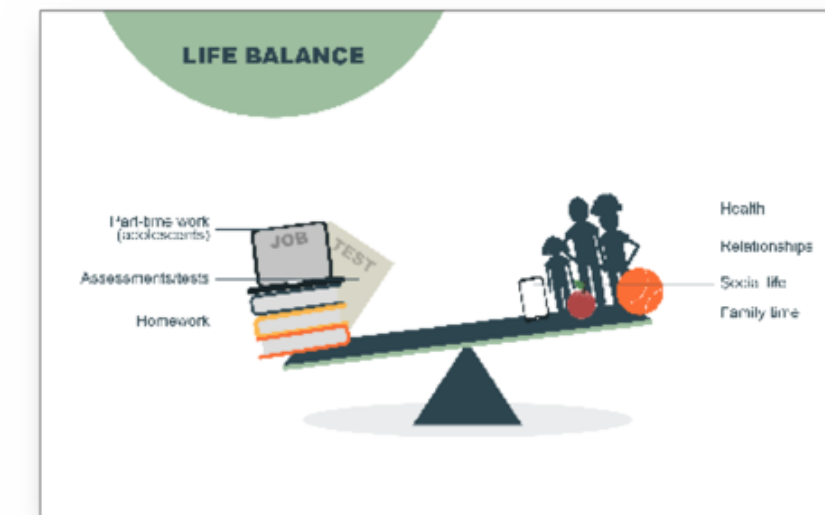 LIFE BALANCE
Part-time work
(adolescents)
Assessments/tests
Homework
JOB
TEST
Health
Relationships
Social life
Family time